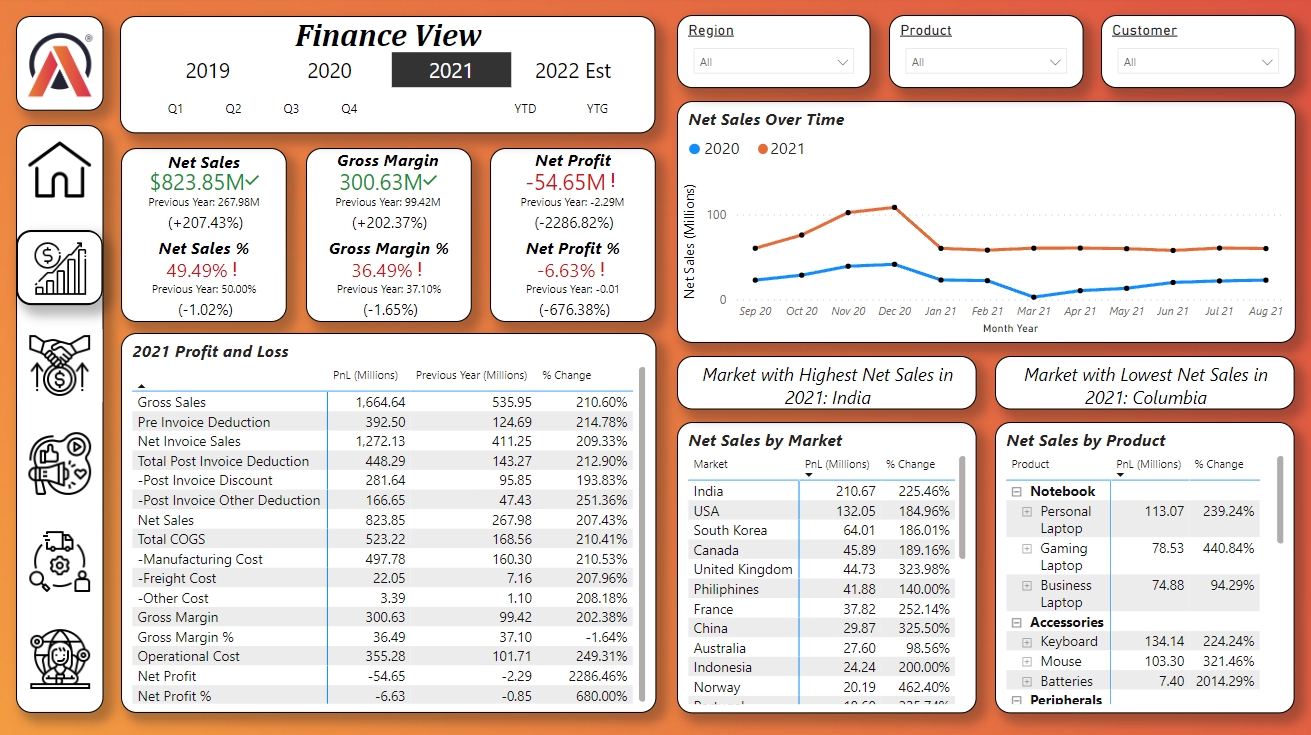 Finance View
2019 2020 2021 2022 Est
Q1 Q2 Q3 Q4 YTD YTG
Region
All
Product
All
Customer
All
Net Sales
$823.85M
Previous Year: 267.98M
(+207.43%)
Net Sales %
49.49% !
Previous Year: 50.00%
(-1.02%)
Gross Margin
300.63M
Previous Year: 99.42M
(+202.37%)
Gross Margin %
36.49% !
Previous Year: 37.10%
(-1.65%)
Net Profit
-54.65M !
Previous Year: -2.29M
(-2286.82%)
Net Profit %
-6.63% !
Previous Year: -0.01
(-676.38%)
Net Sales Over Time
2020 2021
Net Sales (Millions)
100
0
Sep 20 Oct 20 Nov 20 Dec 20 Jan 21 Feb 21 Mar 21 Apr 21 May 21 Jun 21 Jul 21 Aug 21
Month Year
2021 Profit and Loss
PnL (Millions) Previous Year (Millions) % Change
Gross Sales 1,664.64 535.95 210.60%
Pre Invoice Deduction 392.50 124.69 214.78%
Net Invoice Sales 1,272.13 411.25 209.33%
Total Post Invoice Deduction 448.29 143.27 212.90%
-Post Invoice Discount 281.64 95.85 193.83%
-Post Invoice Other Deduction 166.65 47.43 251.36%
Net Sales 823.85 267.98 207.43%
Total COGS 523.22 168.56 210.41%
-Manufacturing Cost 497.78 160.30 210.53%
-Freight Cost 22.05 7.16 207.96%
-Other Cost 3.39 1.10 208.18%
Gross Margin 300.63 99.42 202.38%
Gross Margin % 36.49 37.10 -1.64%
Operational Cost 355.28 101.71 249.31%
Net Profit -54.65 -2.29 2286.46%
Net Profit % -6.63 -0.85 680.00%
Market with Highest Net Sales in
2021: India
Market with Lowest Net Sales in
2021: Columbia
Net Sales by Market
Market PnL (Millions) % Change
India 210.67 225.46%
USA 132.05 184.96%
South Korea 64.01 186.01%
Canada 45.89 189.16%
United Kingdom 44.73 323.98%
Philiphines 41.88 140.00%
France 37.82 252.14%
China 29.87 325.50%
Australia 27.60 98.56%
Indonesia 24.24 200.00%
Norway 20.19 462.40%
Net Sales by Product
Product PnL (Millions) % Change
Notebook
Personal
Laptop 113.07 239.24%
Gaming
Laptop 78.53 440.84%
Business
Laptop 74.88 94.29%
Accessories
Keyboard 134.14 224.24%
Mouse 103.30 321.46%
Batteries 7.40 2014.29%
Peripherals